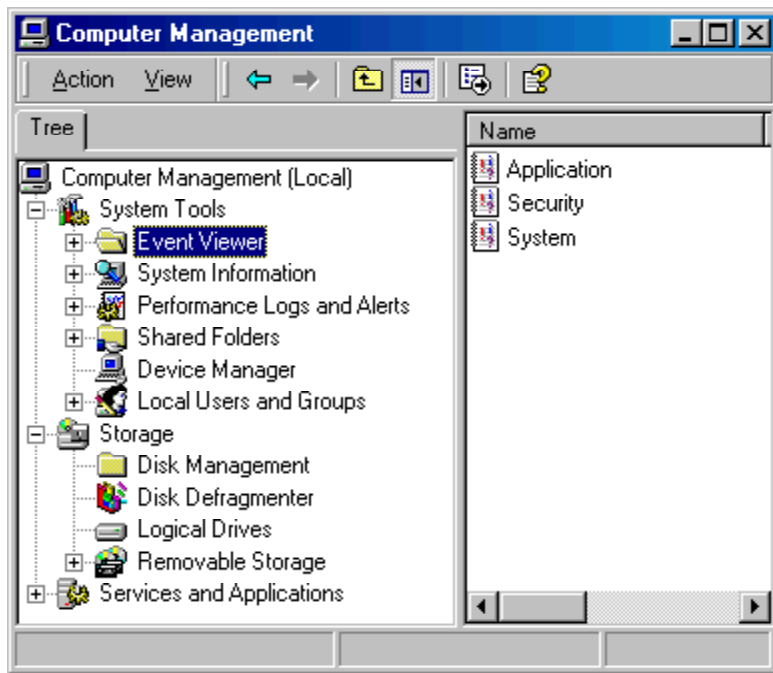 Computer Management
Action View
Tree
Computer Management (Local)
System Tools
Event Viewer
System Information
Performance Logs and Alerts
Shared Folders
Device Manager
Local Users and Groups
Storage
Disk Management
Disk Defragmenter
Logical Drives
Removable Storage
Services and Applications
Name
Application
Security
System